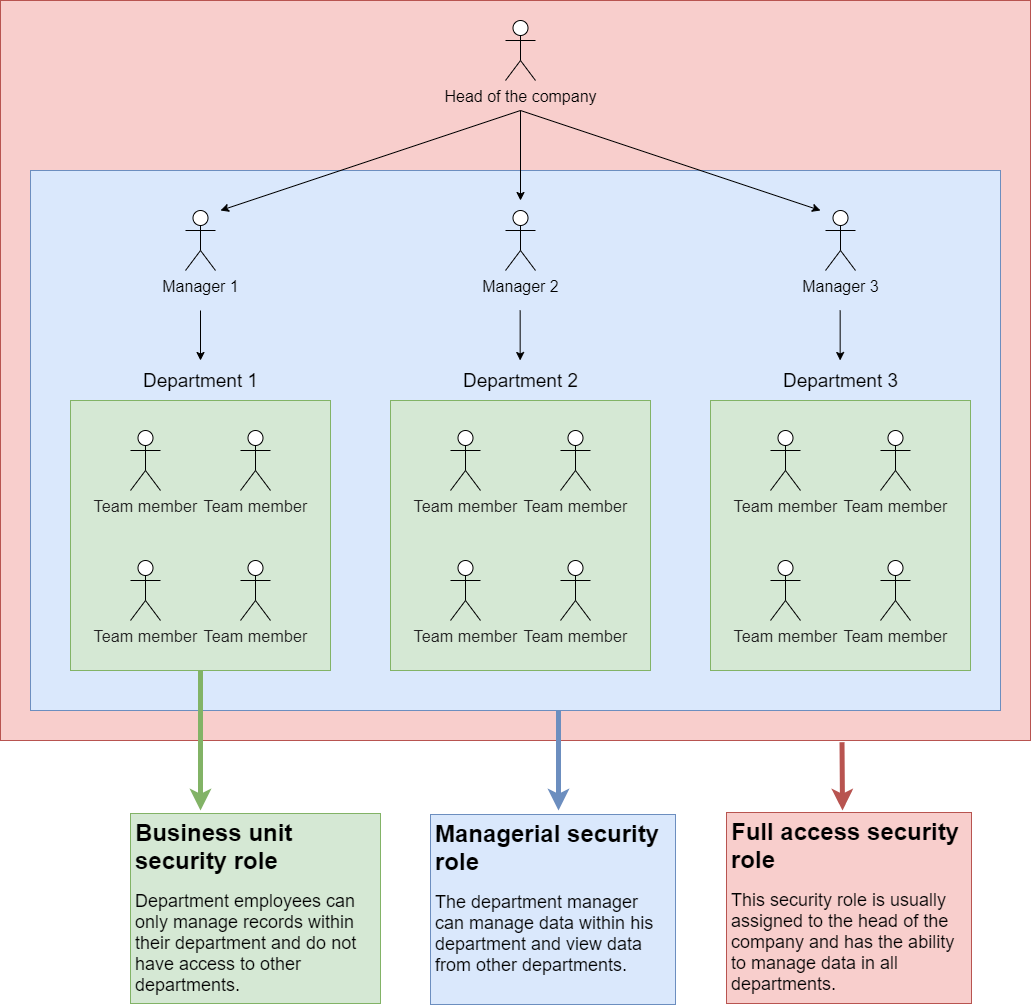 Head of the company
Manager 1
Manager 2
Manager 3
Department 1
Department 2
Department 3
Team member Team member
Team member Team member
Team member Team member
Team member Team member
Team member Team member
Team member Team member
Business unit
security role
Department employees can
only manage records within
their department and do not
have access to other
departments.
Managerial security
role
The department manager
can manage data within his
department and view data
from other departments.
Full access security
role
This security role is usually
assigned to the head of the
company and has the ability
to manage data in all
departments.